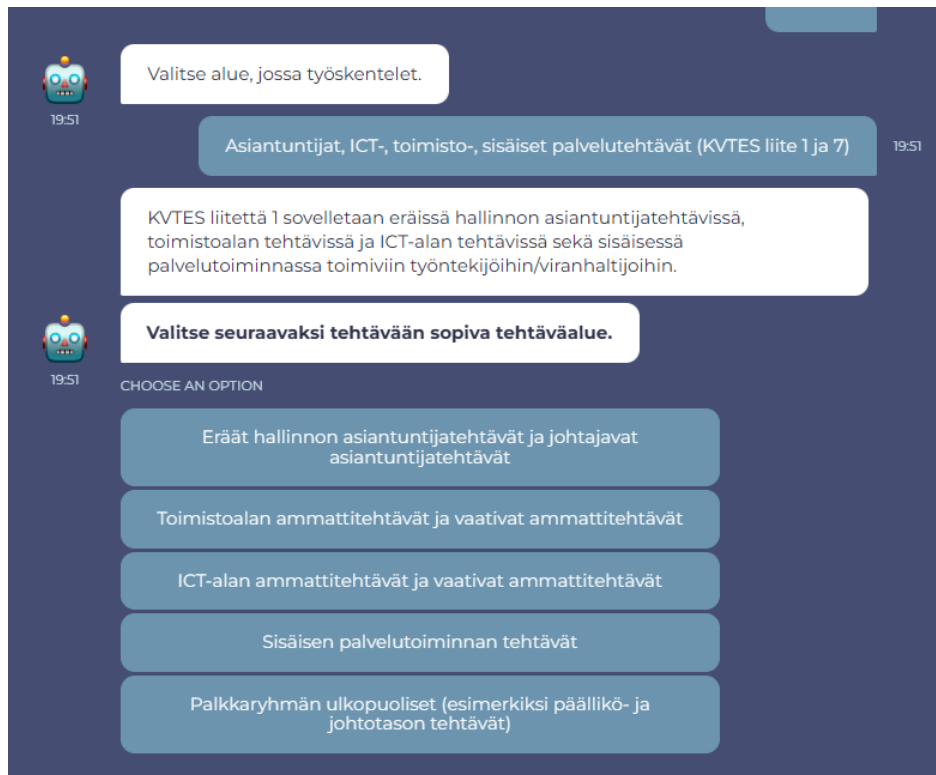 Valitse alue, jossa työskentelet.
19:51
Asiantuntijat, ICT-, toimisto-, sisäiset palvelutehtävät (KVTES liite 1 ja 7)
19:51
KVTES liitettä 1 sovelletaan eräissä hallinnon asiantuntijatehtävissä,
toimistoalan tehtävissä ja ICT-alan tehtävissä sekä sisäisessä
palvelutoiminnassa toimiviin työntekijöihin/viranhaltijoihin.
Valitse seuraavaksi tehtävään sopiva tehtäväalue.
19:51
CHOOSE AN OPTION
Eräät hallinnon asiantuntijatehtävät ja johtajavat
asiantuntijatehtävät
Toimistoalan ammattitehtävät ja vaativat ammattitehtävät
ICT-alan ammattitehtävät ja vaativat ammattitehtävät
Sisäisen palvelutoiminnan tehtävät
Palkkaryhmän ulkopuoliset (esimerkiksi päällikö- ja
johtotason tehtävät)